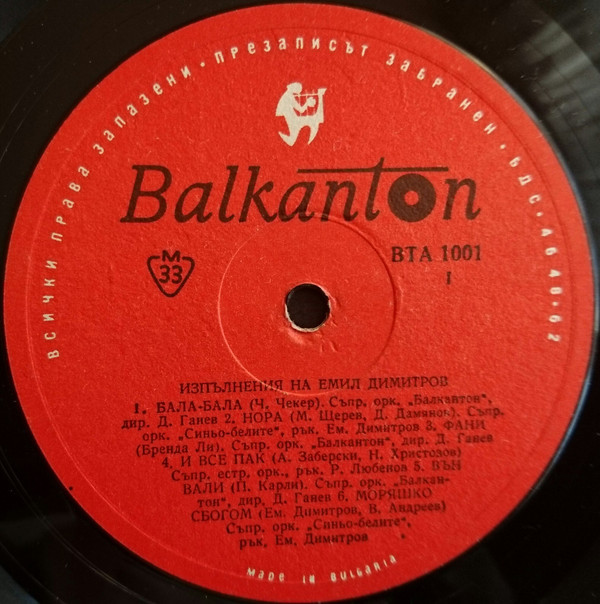 ВСИЧКИ ПРАВА ЗАПАЗЕНИ · ПРЕЗАПИСЪТ ЗАБРАНЕН · БДС · 4640-62
Balkanton
М
33
ВТА 1001
I
ИЗПЪЛНЕНИЯ НА ЕМИЛ ДИМИТРОВ
1. БАЛА-БАЛА (Ч. Чекер). Съпр. орк. „Балкантон",
дир. Д. Ганев 2. НОРА (М. Щерев, Д. Дамянов). Съпр.
орк. „Синьо-белите", рък. Ем. Димитров 3. ФАНИ
(Бренда Ли). Съпр. орк. „Балкантон", дир. Д. Ганев
4. И ВСЕ ПАК (А. Заберски, Н. Христозов)
Съпр. естр. орк., рък. Р. Любенов 5. ВЪН
ВАЛИ (П. Карли). Съпр. орк. „Балкан-
тон", дир. Д. Ганев 6. МОРЯШКО
СБОГОМ (Ем. Димитров, В. Андреев)
Съпр. орк. „Синьо-белите",
рък. Ем. Димитров
MADE IN BULGARIA